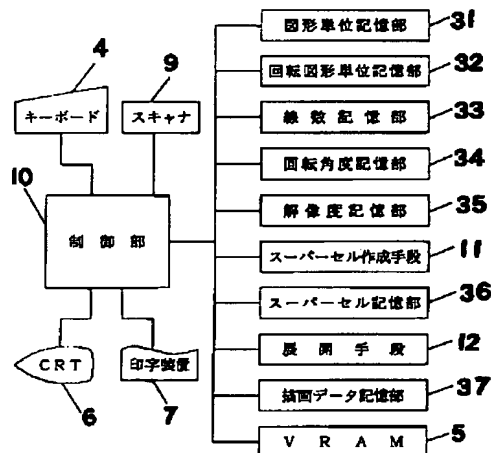 図形単位記憶部 31
回転図形単位記憶部 32
線数記憶部 33
回転角度記憶部 34
解像度記憶部 35
スーパーセル作成手段 11
スーパーセル記憶部 36
展開手段 12
描画データ記憶部 37
VRAM 5
4
キーボード
9
スキャナ
10
制御部
CRT
6
印字装置
7